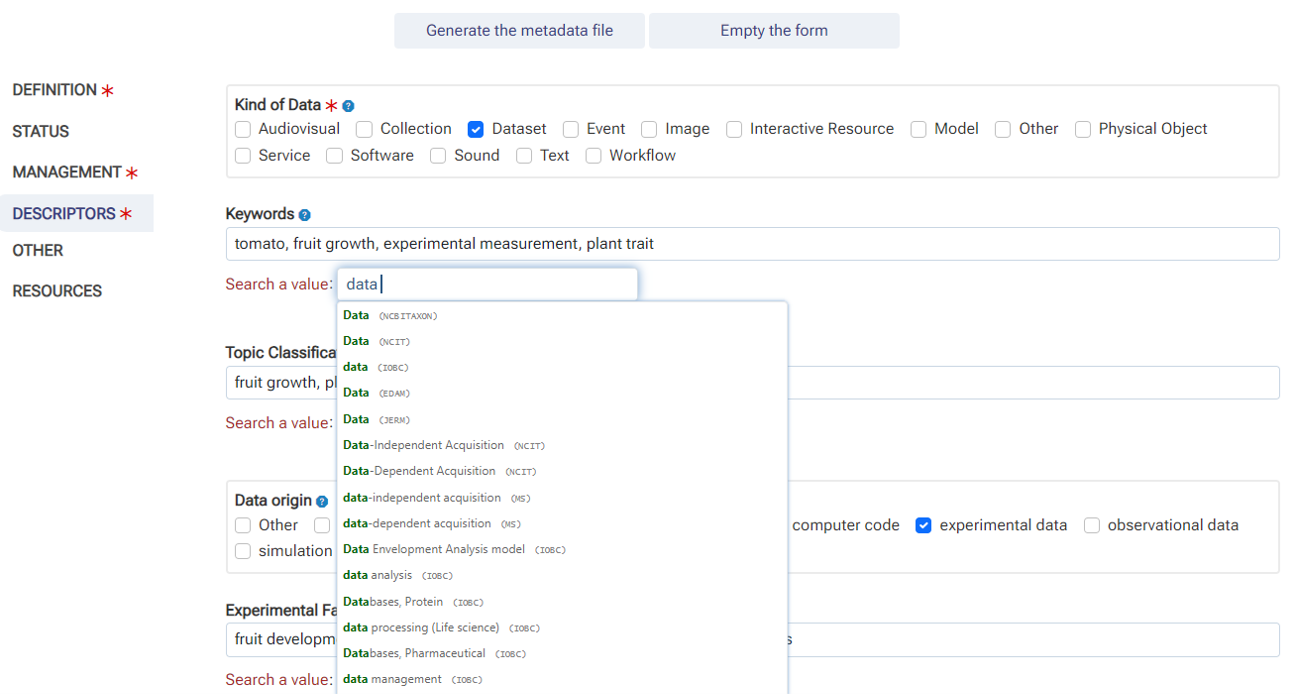 Generate the metadata file Empty the form
DEFINITION *
STATUS
MANAGEMENT *
DESCRIPTORS *
OTHER
RESOURCES
Kind of Data * ?
Audiovisual Collection Dataset Event Image Interactive Resource Model Other Physical Object
Service Software Sound Text Workflow
Keywords ?
tomato, fruit growth, experimental measurement, plant trait
Search a value: data
Data (NCBITAXON)
Data (NCIT)
data (IOBC)
Data (EDAM)
Data (JERM)
Data-Independent Acquisition (NCIT)
Data-Dependent Acquisition (NCIT)
data-independent acquisition (MS)
data-dependent acquisition (MS)
Data Envelopment Analysis model (IOBC)
data analysis (IOBC)
Databases, Protein (IOBC)
data processing (Life science) (IOBC)
Databases, Pharmaceutical (IOBC)
data management (IOBC)
Topic Classifica
fruit growth, pl
Search a value:
Data origin ?
Other computer code experimental data observational data
simulation
Experimental Fa
fruit developm s
Search a value: